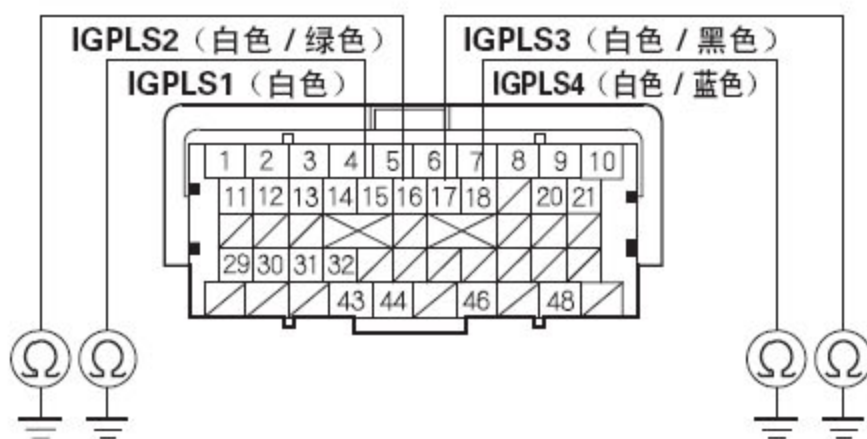 IGPLS2（白色 / 绿色） IGPLS3（白色 / 黑色）
IGPLS1（白色） IGPLS4（白色 / 蓝色）
1 2 3 4 5 6 7 8 9 10
11 12 13 14 15 16 17 18 20 21
29 30 31 32
43 44 46 48
Ω Ω Ω Ω